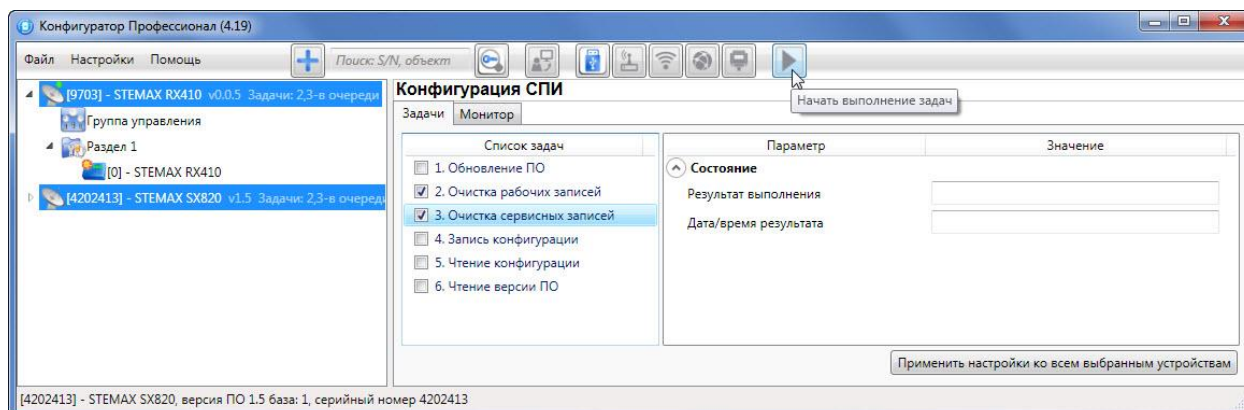 Конфигуратор Профессионал (4.19)
Файл Настройки Помощь Поиск: S/N, объект
Начать выполнение задач
[9703] - STEMAX RX410 v0.0.5 Задачи: 2,3-в очереди
Группа управления
Раздел 1
[0] - STEMAX RX410
[4202413] - STEMAX SX820 v1.5 Задачи: 2,3-в очереди
Конфигурация СПИ
Задачи Монитор
Список задач
1. Обновление ПО
2. Очистка рабочих записей
3. Очистка сервисных записей
4. Запись конфигурации
5. Чтение конфигурации
6. Чтение версии ПО
Параметр Значение
Состояние
Результат выполнения
Дата/время результата
Применить настройки ко всем выбранным устройствам
[4202413] - STEMAX SX820, версия ПО 1.5 база: 1, серийный номер 4202413